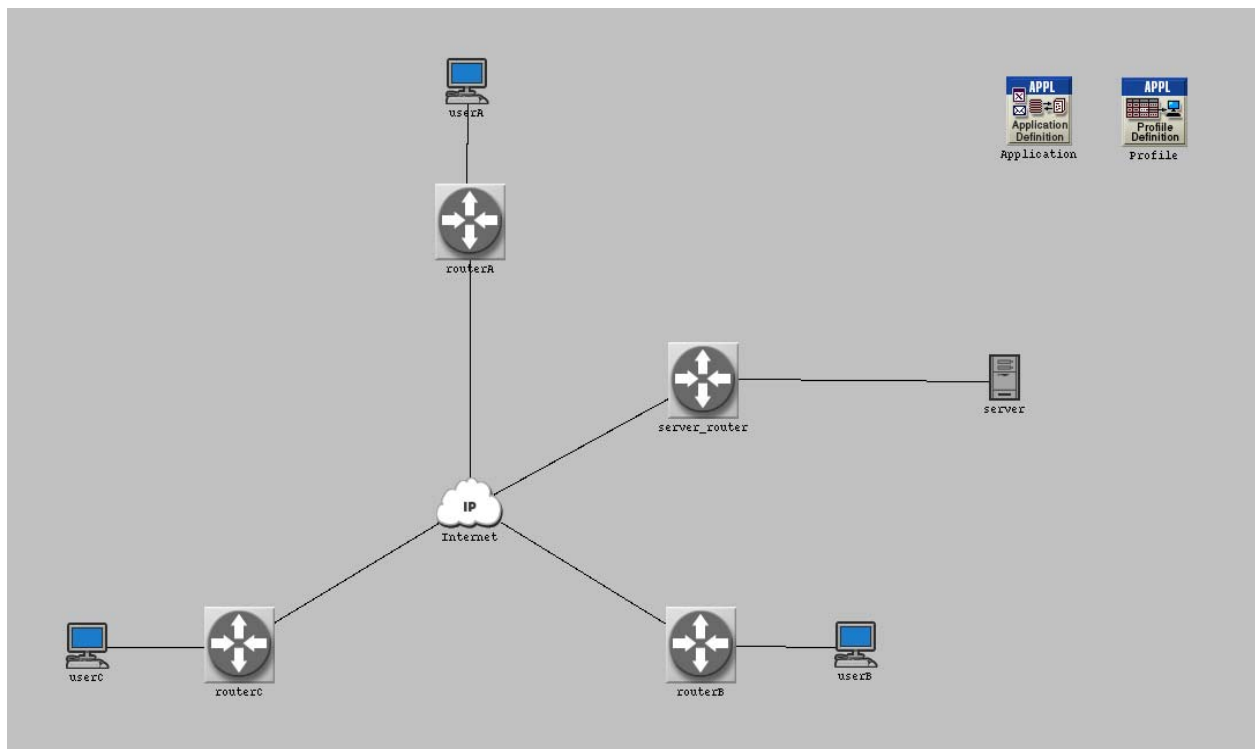 userA
APPL
Application
Definition
Application
APPL
Profile
Definition
Profile
routerA
server_router
server
IP
Internet
userC
routerC
routerB
userB